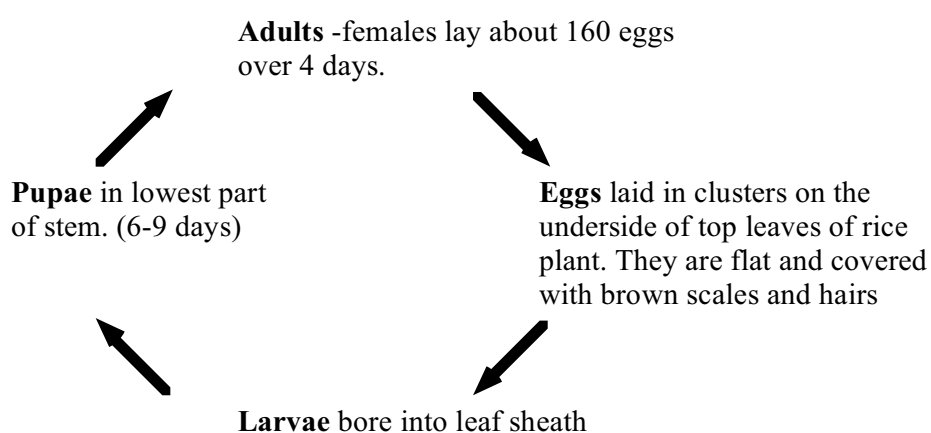 Adults -females lay about 160 eggs
over 4 days.
Pupae in lowest part
of stem. (6-9 days)
Eggs laid in clusters on the
underside of top leaves of rice
plant. They are flat and covered
with brown scales and hairs
Larvae bore into leaf sheath